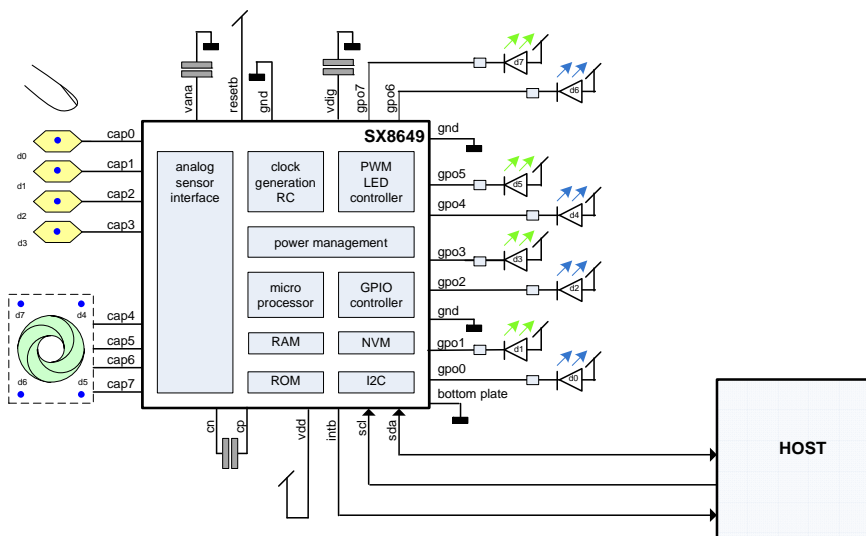 vana
resetb
gnd
vdig
gpo7
gpo6
d7
d6
SX8649
gnd
cap0
d0
cap1
d1
cap2
d2
cap3
d3
analog
sensor
interface
clock
generation
RC
PWM
LED
controller
gpo5
d5
gpo4
d4
power management
gpo3
d3
gpo2
d2
micro
processor
GPIO
controller
gnd
d7
d4
cap4
cap5
cap6
cap7
d6
d5
RAM
NVM
gpo1
d1
ROM
I2C
gpo0
d0
bottom plate
cn
cp
vdd
intb
scl
sda
HOST